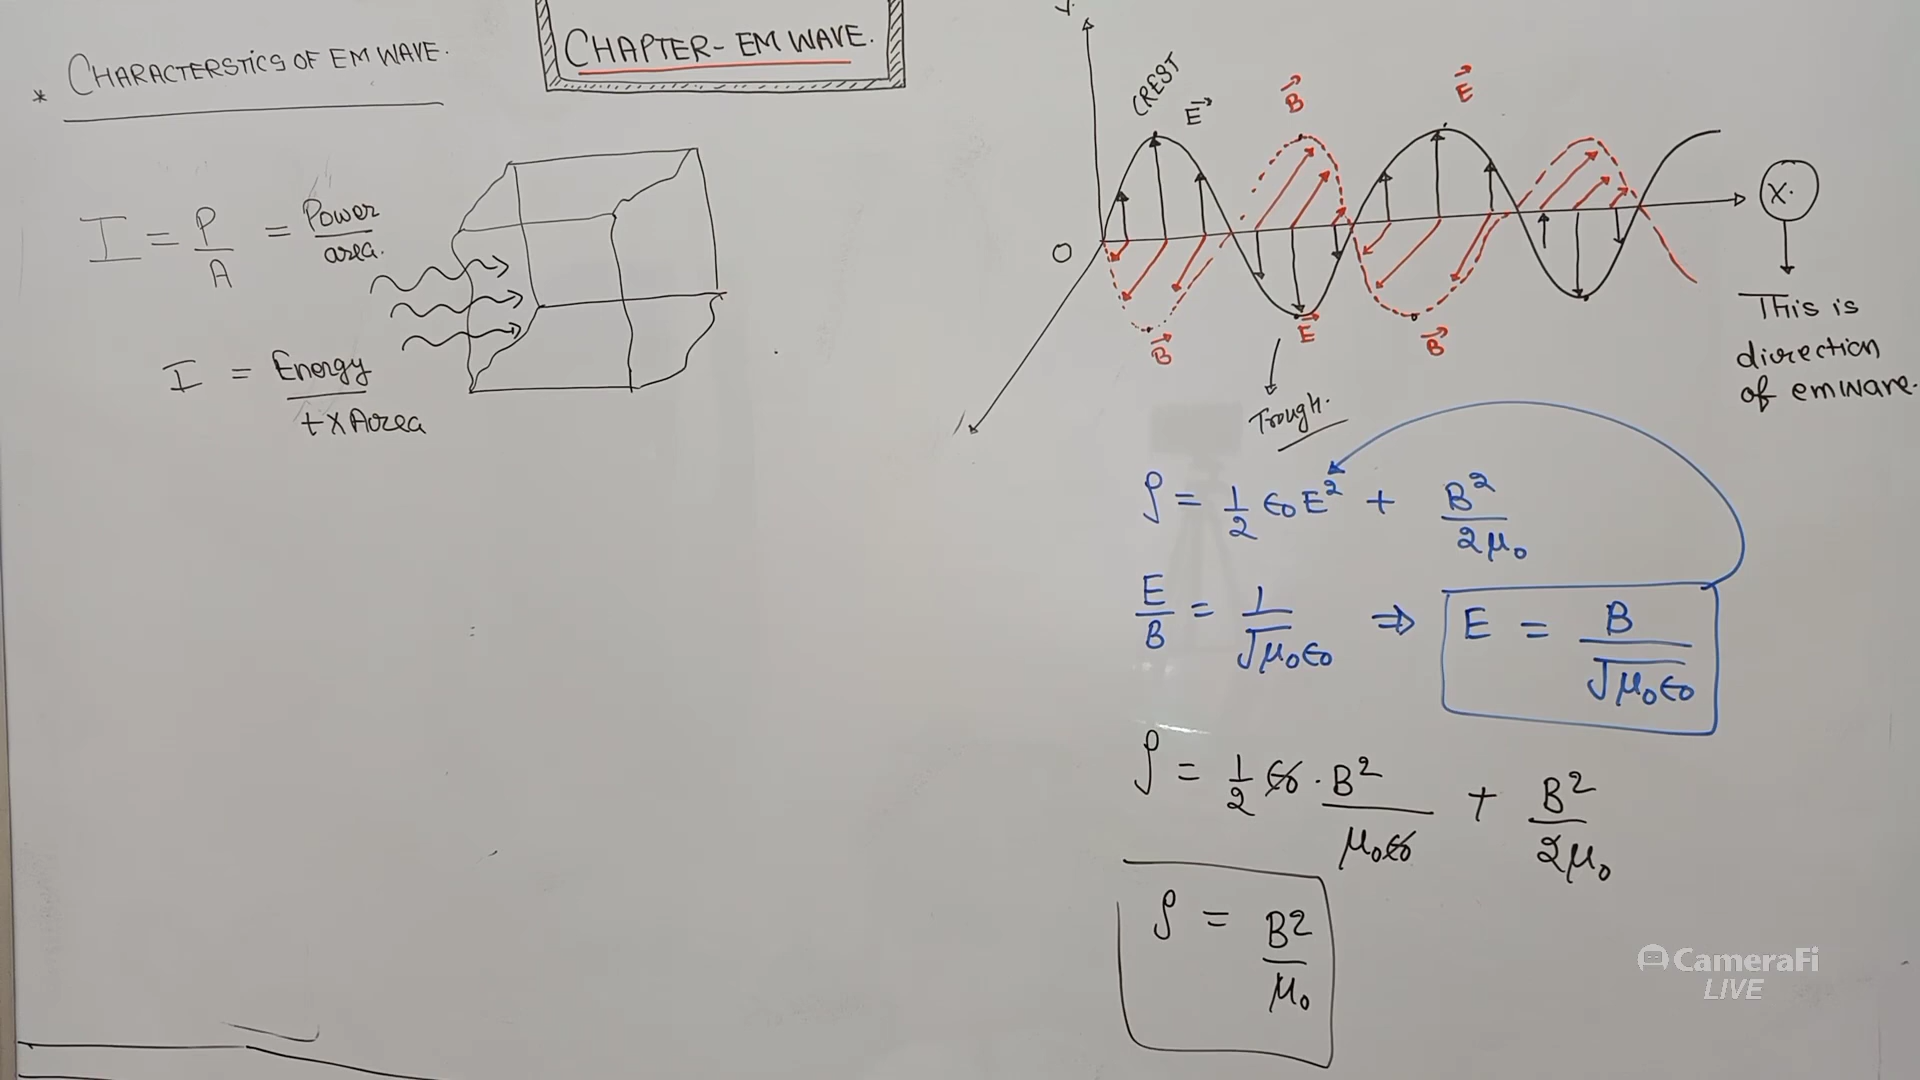 CHAPTER- EM WAVE.
* CHARACTERSTICS OF EM WAVE.
I = P/A = Power/area.
I = Energy/t×Area
Y
CREST
E⃗
B⃗
E⃗
B⃗
E⃗
B⃗
O
X.
Trough.
This is
direction
of emwave.
ρ = 1/2 ϵ0E² + B²/2μ0
E/B = 1/√μ0ϵ0 ⇒ E = B/√μ0ϵ0
ρ = 1/2 ϵ0 . B²/μ0ϵ0 + B²/2μ0
ρ = B²/μ0
CameraFi
LIVE